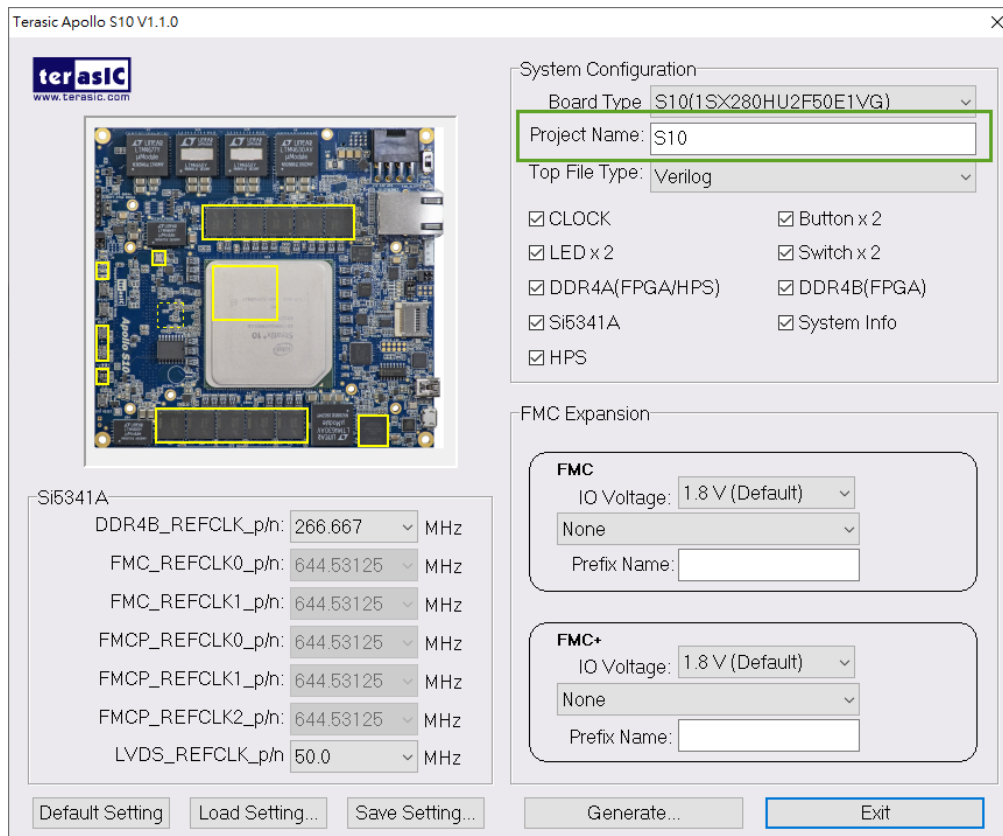 Terasic Apollo S10 V1.1.0
terasIC
www.terasic.com
Apollo S10
Stratix® 10
System Configuration
Board Type S10(1SX280HU2F50E1VG)
Project Name: S10
Top File Type: Verilog
CLOCK Button x 2
LED x 2 Switch x 2
DDR4A(FPGA/HPS) DDR4B(FPGA)
Si5341A System Info
HPS
Si5341A
DDR4B_REFCLK_p/n: 266.667 MHz
FMC_REFCLK0_p/n: 644.53125 MHz
FMC_REFCLK1_p/n: 644.53125 MHz
FMCP_REFCLK0_p/n: 644.53125 MHz
FMCP_REFCLK1_p/n: 644.53125 MHz
FMCP_REFCLK2_p/n: 644.53125 MHz
LVDS_REFCLK_p/n 50.0 MHz
FMC Expansion
FMC
IO Voltage: 1.8 V (Default)
None
Prefix Name:
FMC+
IO Voltage: 1.8 V (Default)
None
Prefix Name:
Default Setting Load Setting... Save Setting... Generate... Exit